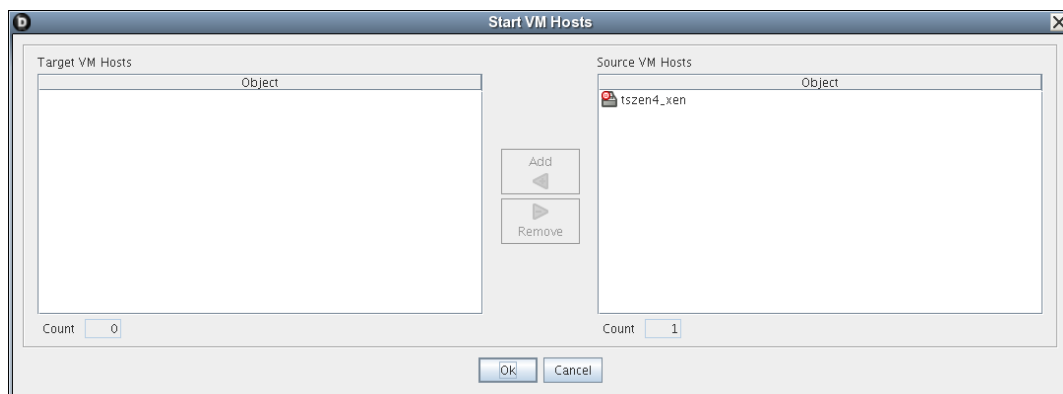 Start VM Hosts
Target VM Hosts
Object
Count 0
Add
Remove
Source VM Hosts
Object
tszen4_xen
Count 1
Ok Cancel